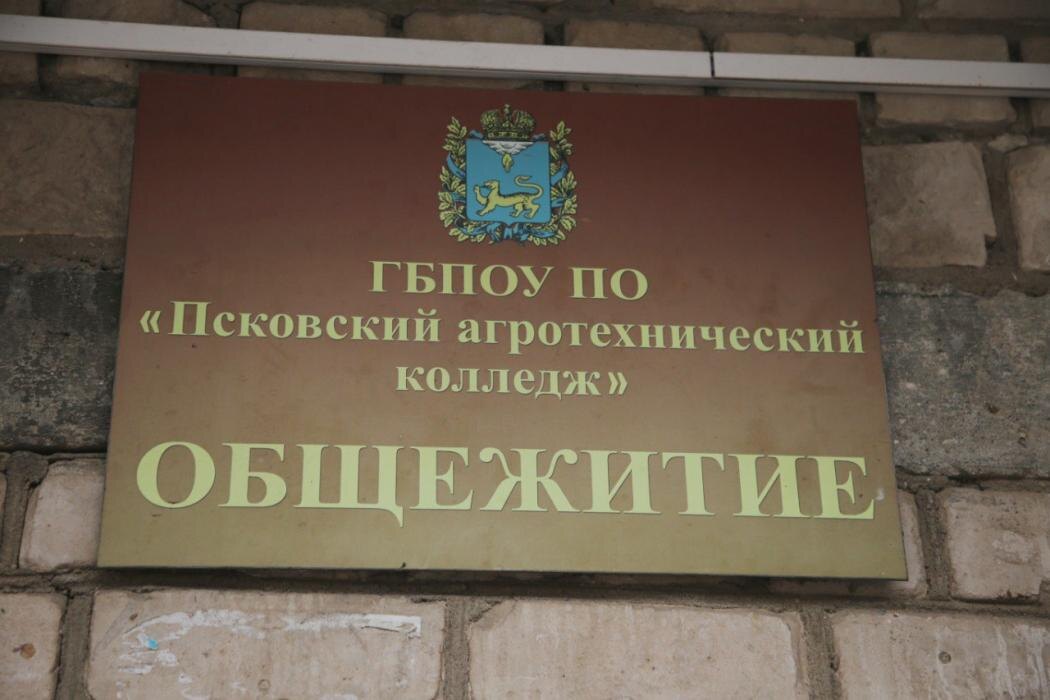 ГБПОУ ПО
«Псковский агротехнический
колледж»
ОБЩЕЖИТИЕ